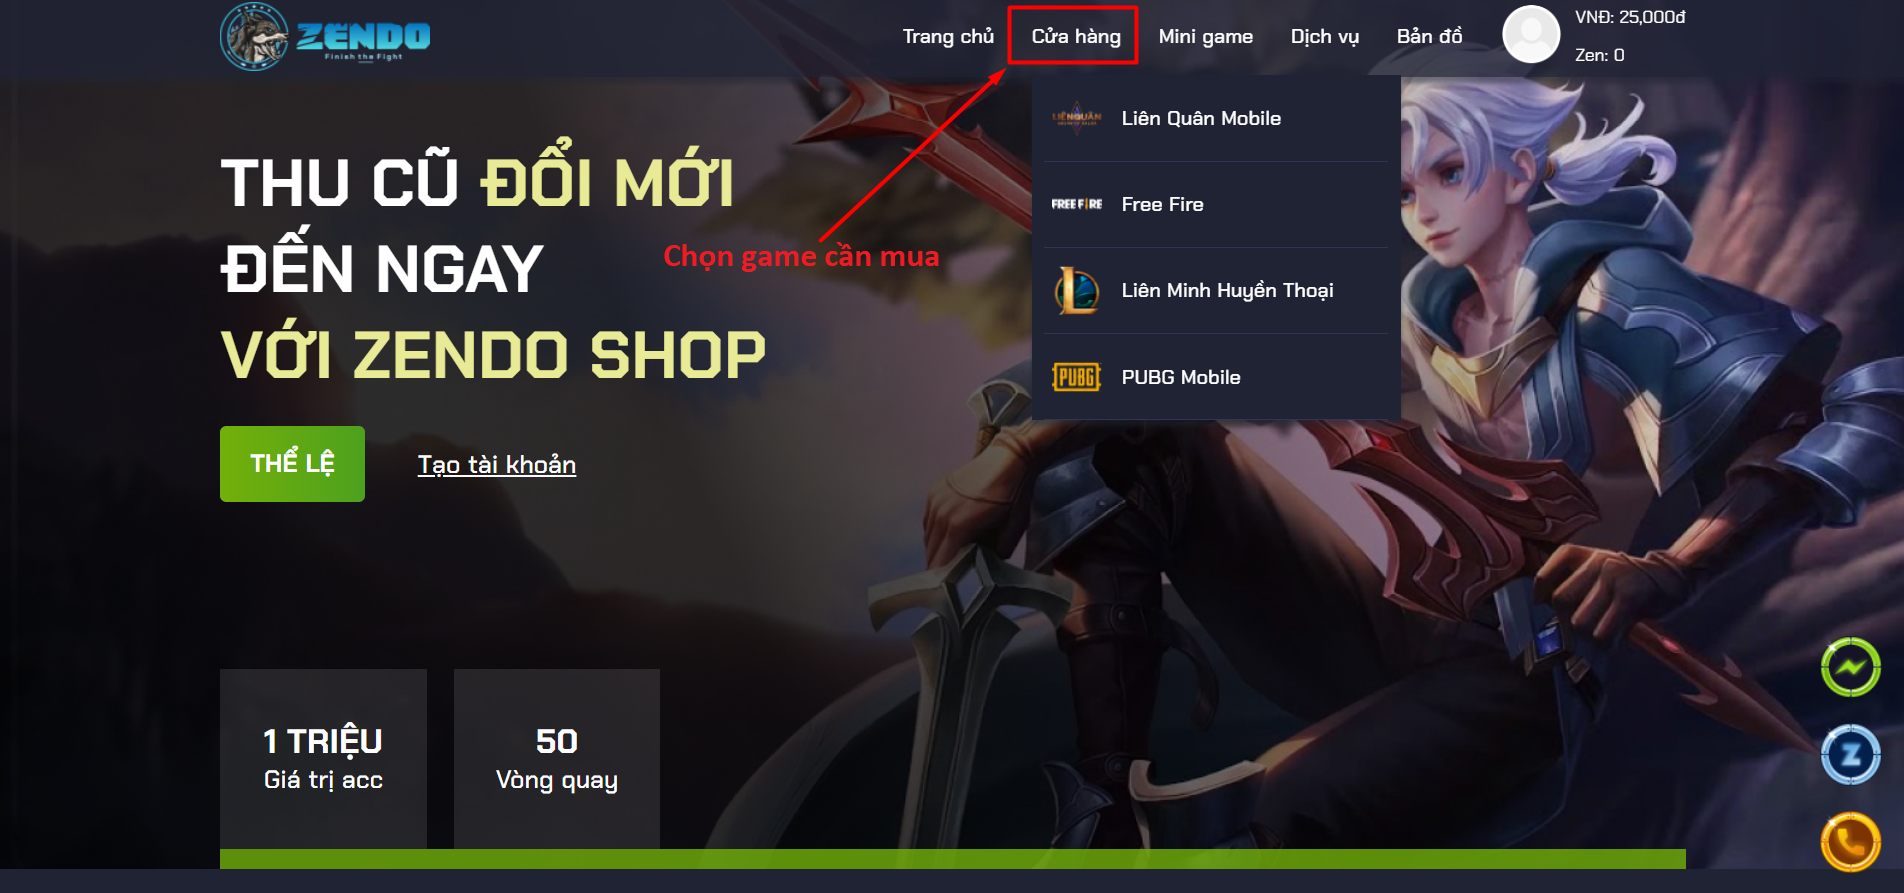 ZENDO
Finish the Fight
Trang chủ
Cửa hàng
Mini game
Dịch vụ
Bản đồ
VNĐ: 25,000đ
Zen: 0
LIÊN QUÂN
Liên Quân Mobile
FREE FIRE
Free Fire
L
Liên Minh Huyền Thoại
PUBG
PUBG Mobile
Chọn game cần mua
THU CŨ ĐỔI MỚI
ĐẾN NGAY
VỚI ZENDO SHOP
THỂ LỆ
Tạo tài khoản
1 TRIỆU
Giá trị acc
50
Vòng quay
Z